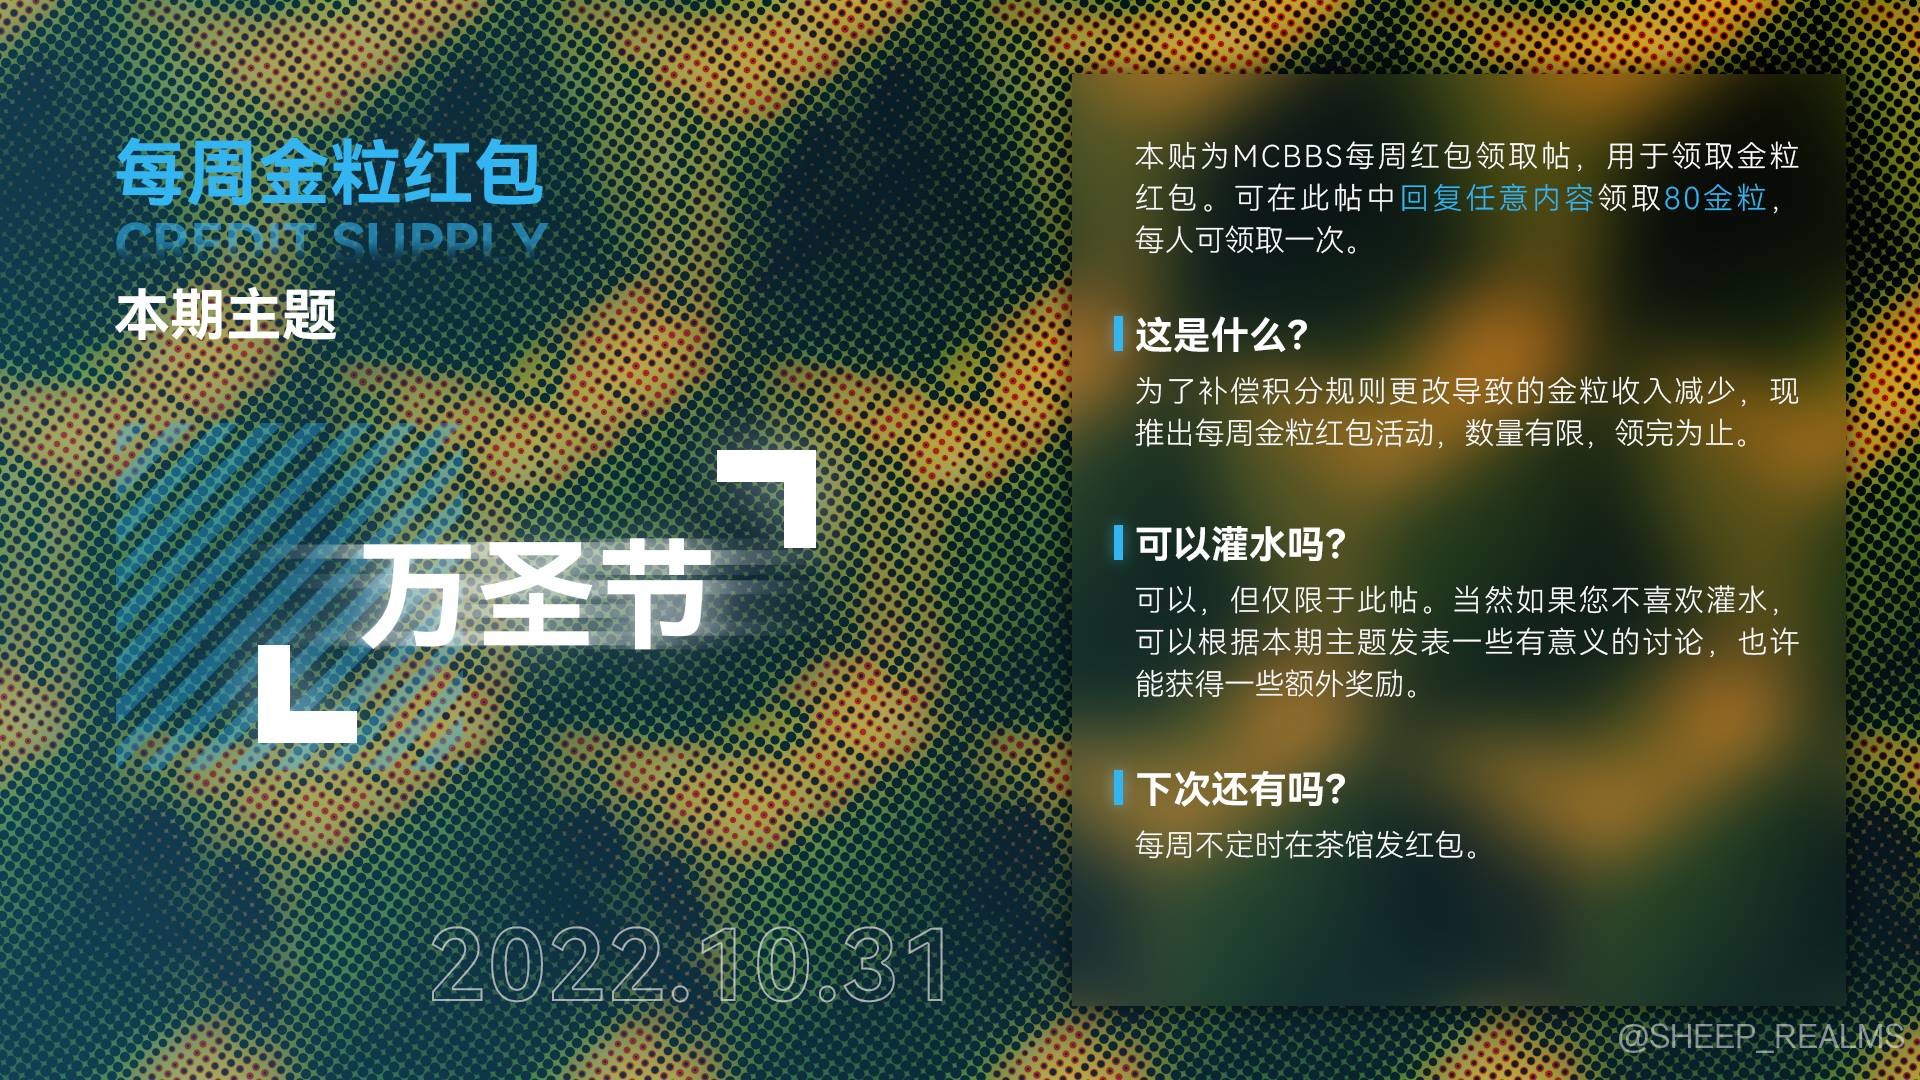 每周金粒红包
CREDIT SUPPLY
本期主题
万圣节
2022.10.31
本贴为MCBBS每周红包领取帖，用于领取金粒
红包。可在此帖中回复任意内容领取80金粒，
每人可领取一次。
这是什么？
为了补偿积分规则更改导致的金粒收入减少，现
推出每周金粒红包活动，数量有限，领完为止。
可以灌水吗？
可以，但仅限于此帖。当然如果您不喜欢灌水，
可以根据本期主题发表一些有意义的讨论，也许
能获得一些额外奖励。
下次还有吗？
每周不定时在茶馆发红包。
@SHEEP_REALMS